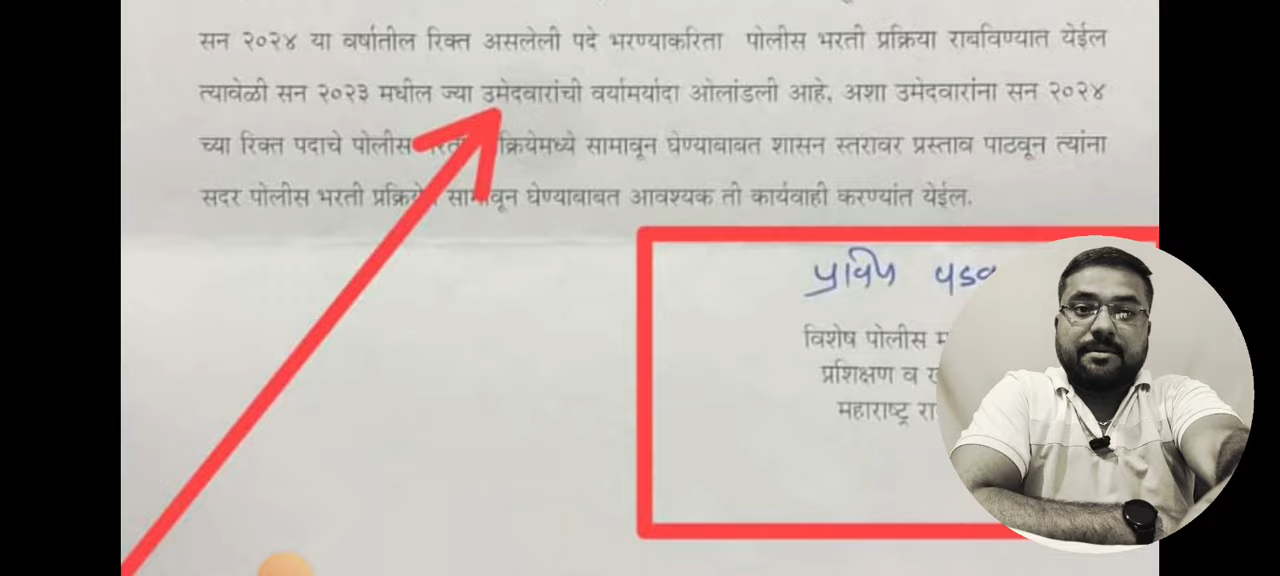 सन २०२४ या वर्षातील रिक्त असलेली पदे भरण्याकरिता पोलीस भरती प्रक्रिया राबविण्यात येईल
त्यावेळी सन २०२३ मधील ज्या उमेदवारांची वर्यामर्यादा ओलांडली आहे, अशा उमेदवारांना सन २०२४
च्या रिक्त पदाचे पोलीस क्रियेमध्ये सामावून घेण्याबाबत शासन स्तरावर प्रस्ताव पाठवून त्यांना
सदर पोलीस भरती घेण्याबाबत आवश्यक ती कार्यवाही करण्यांत येईल.
प्रविण
विशेष पोलीस
प्रशिक्षण व
महाराष्ट्र